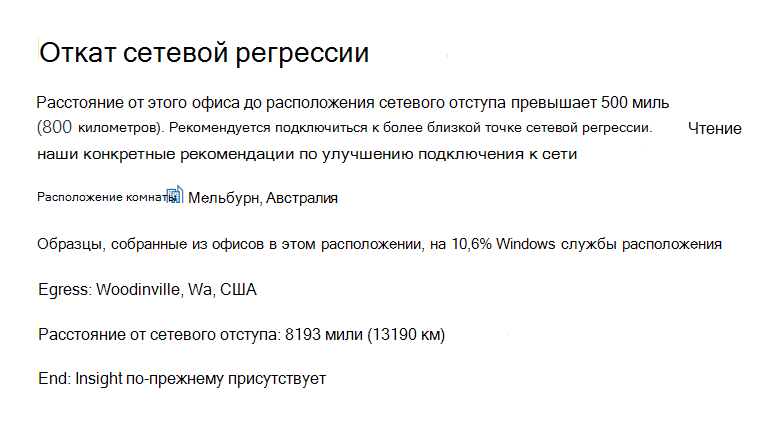 Откат сетевой регрессии
Расстояние от этого офиса до расположения сетевого отступа превышает 500 миль
(800 километров). Рекомендуется подключиться к более близкой точке сетевой регрессии. Чтение
наши конкретные рекомендации по улучшению подключения к сети
Расположение комнаты Мельбурн, Австралия
Образцы, собранные из офисов в этом расположении, на 10,6% Windows службы расположения
Egress: Woodinville, Wa, США
Расстояние от сетевого отступа: 8193 мили (13190 км)
End: Insight по-прежнему присутствует